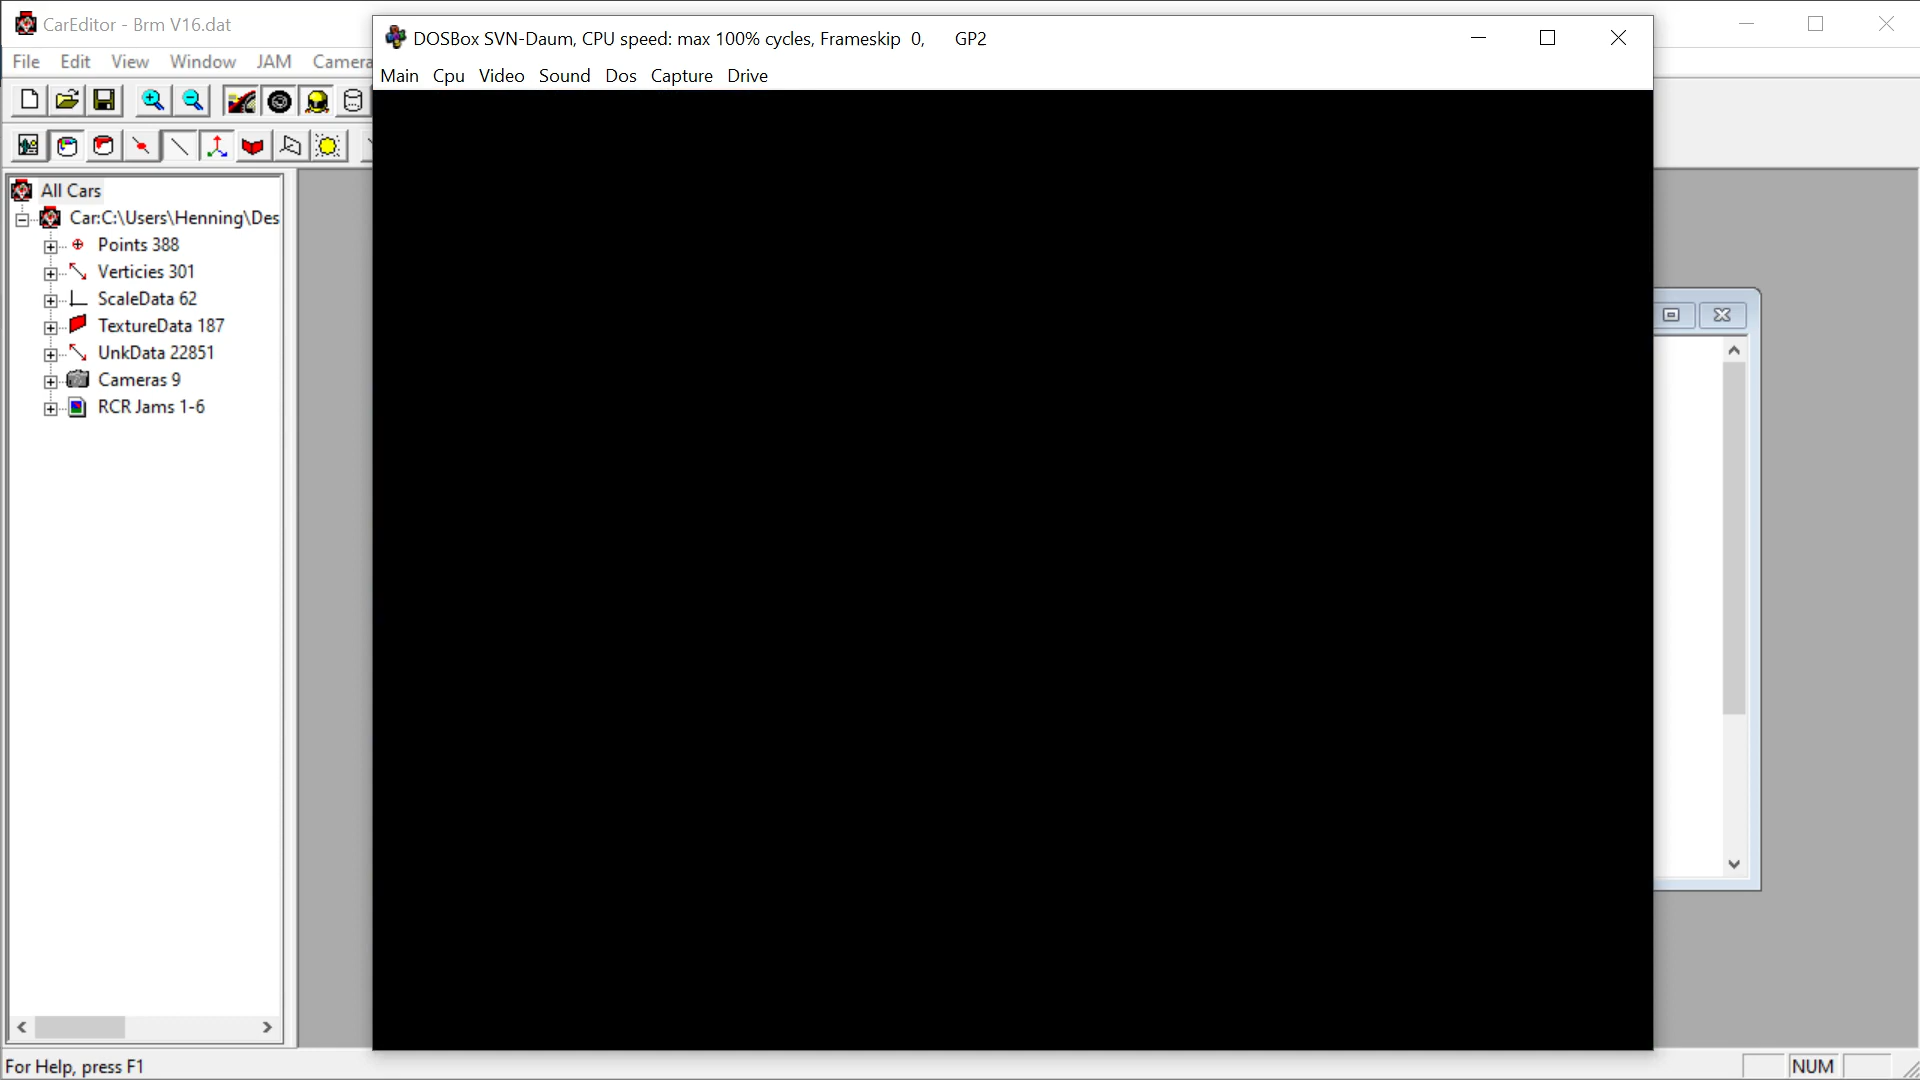 CarEditor - Brm V16.dat
File Edit View Window JAM Camera
DOSBox SVN-Daum, CPU speed: max 100% cycles, Frameskip 0, GP2
Main Cpu Video Sound Dos Capture Drive
All Cars
Car:C:\Users\Henning\Des
Points 388
Verticies 301
ScaleData 62
TextureData 187
UnkData 22851
Cameras 9
RCR Jams 1-6
For Help, press F1
NUM